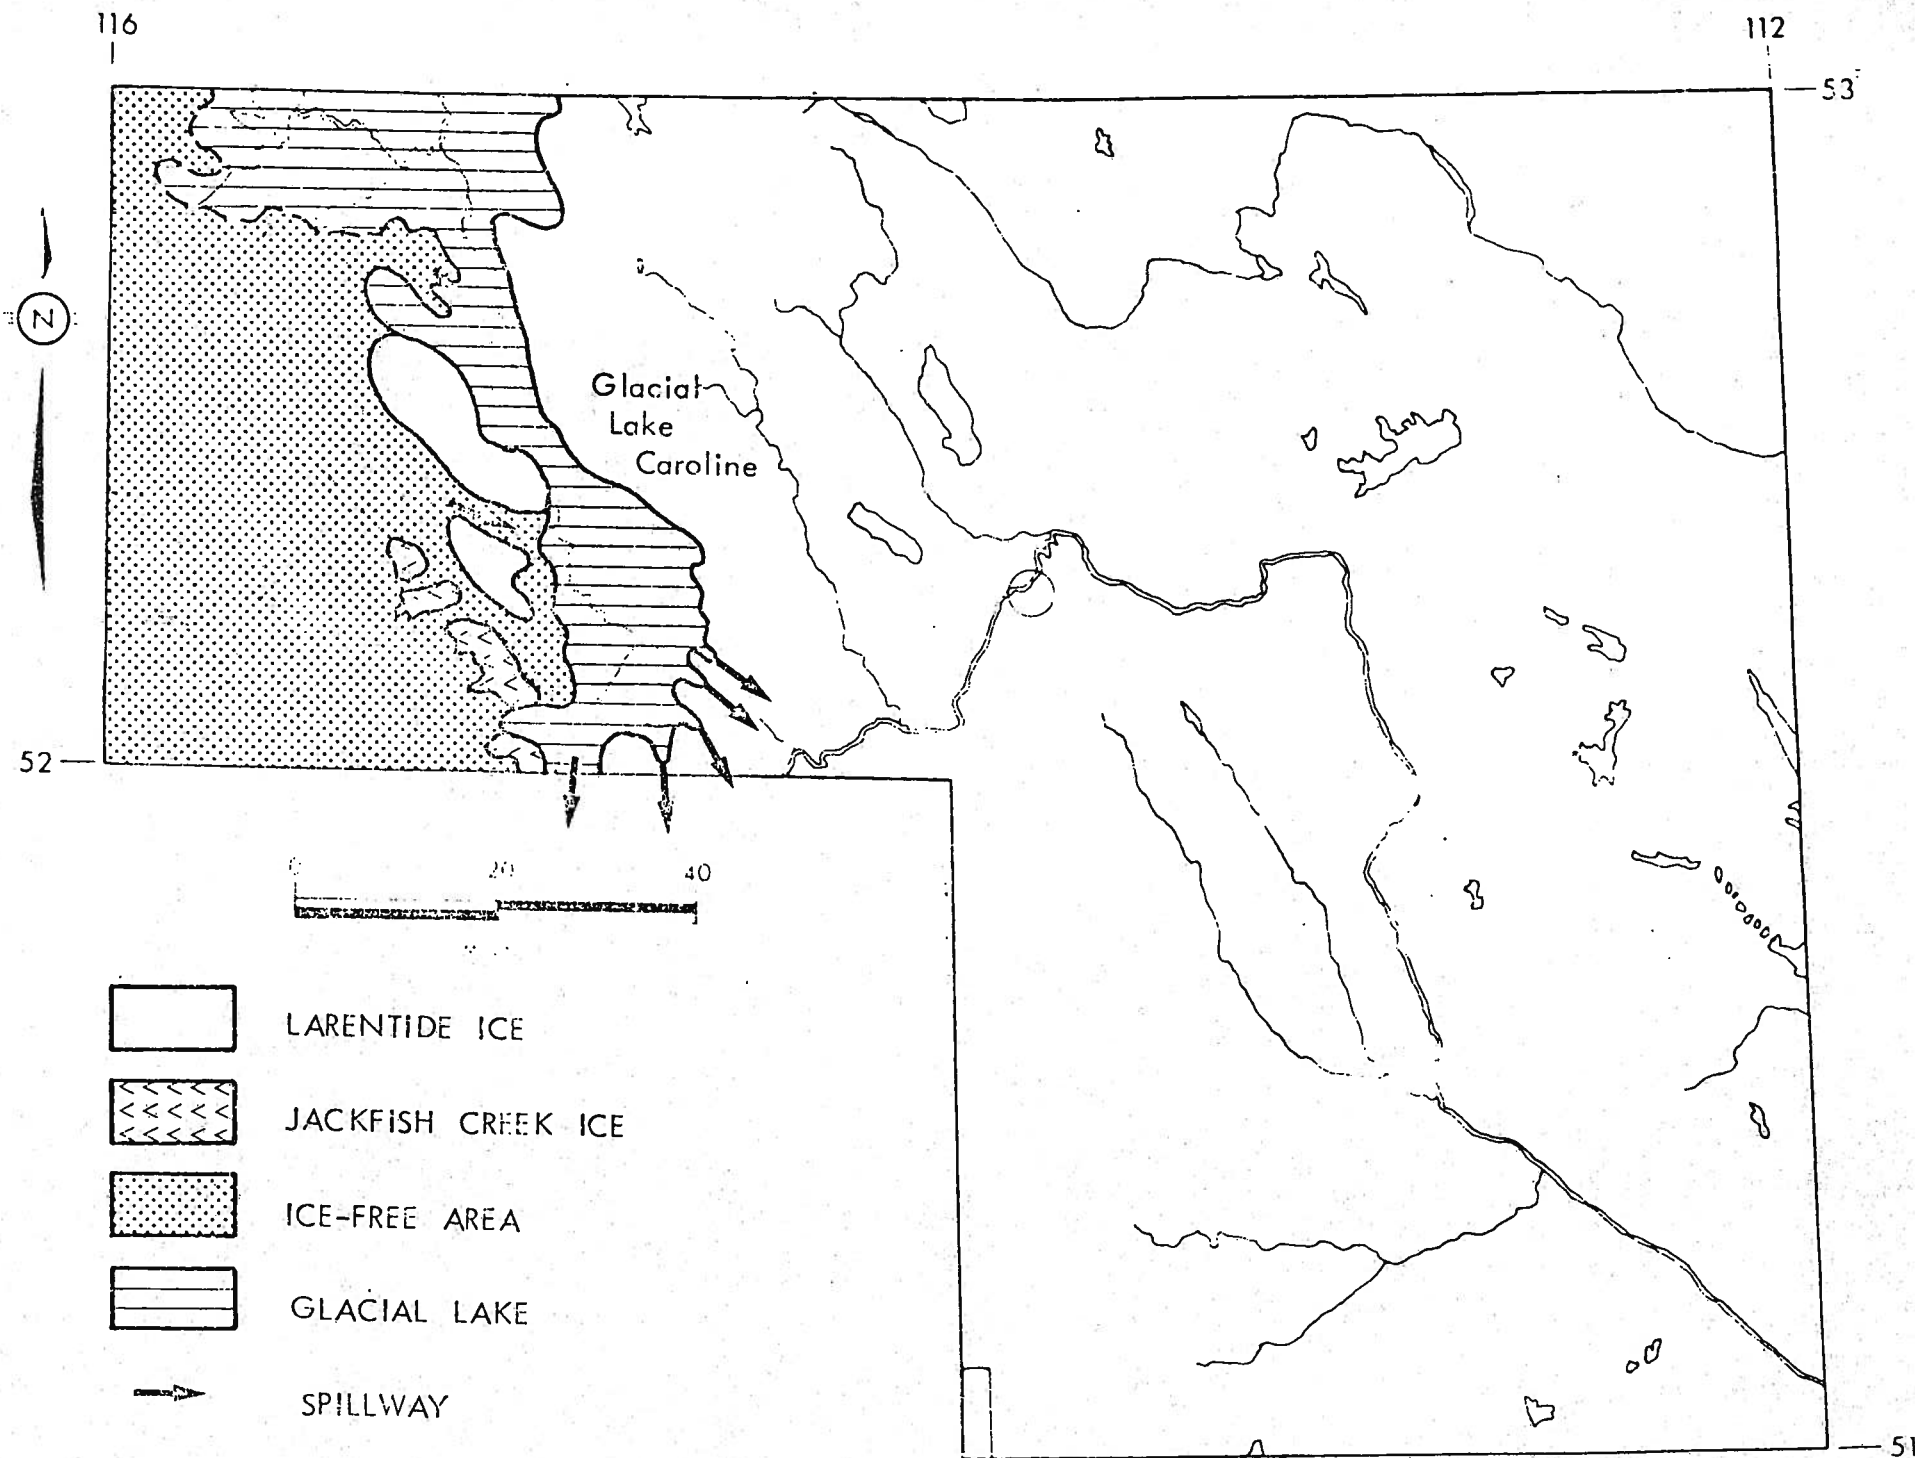 116
112
53
N
Glacial
Lake
Caroline
52
0 20 40
LARENTIDE ICE
JACKFISH CREEK ICE
ICE-FREE AREA
GLACIAL LAKE
SPILLWAY
51